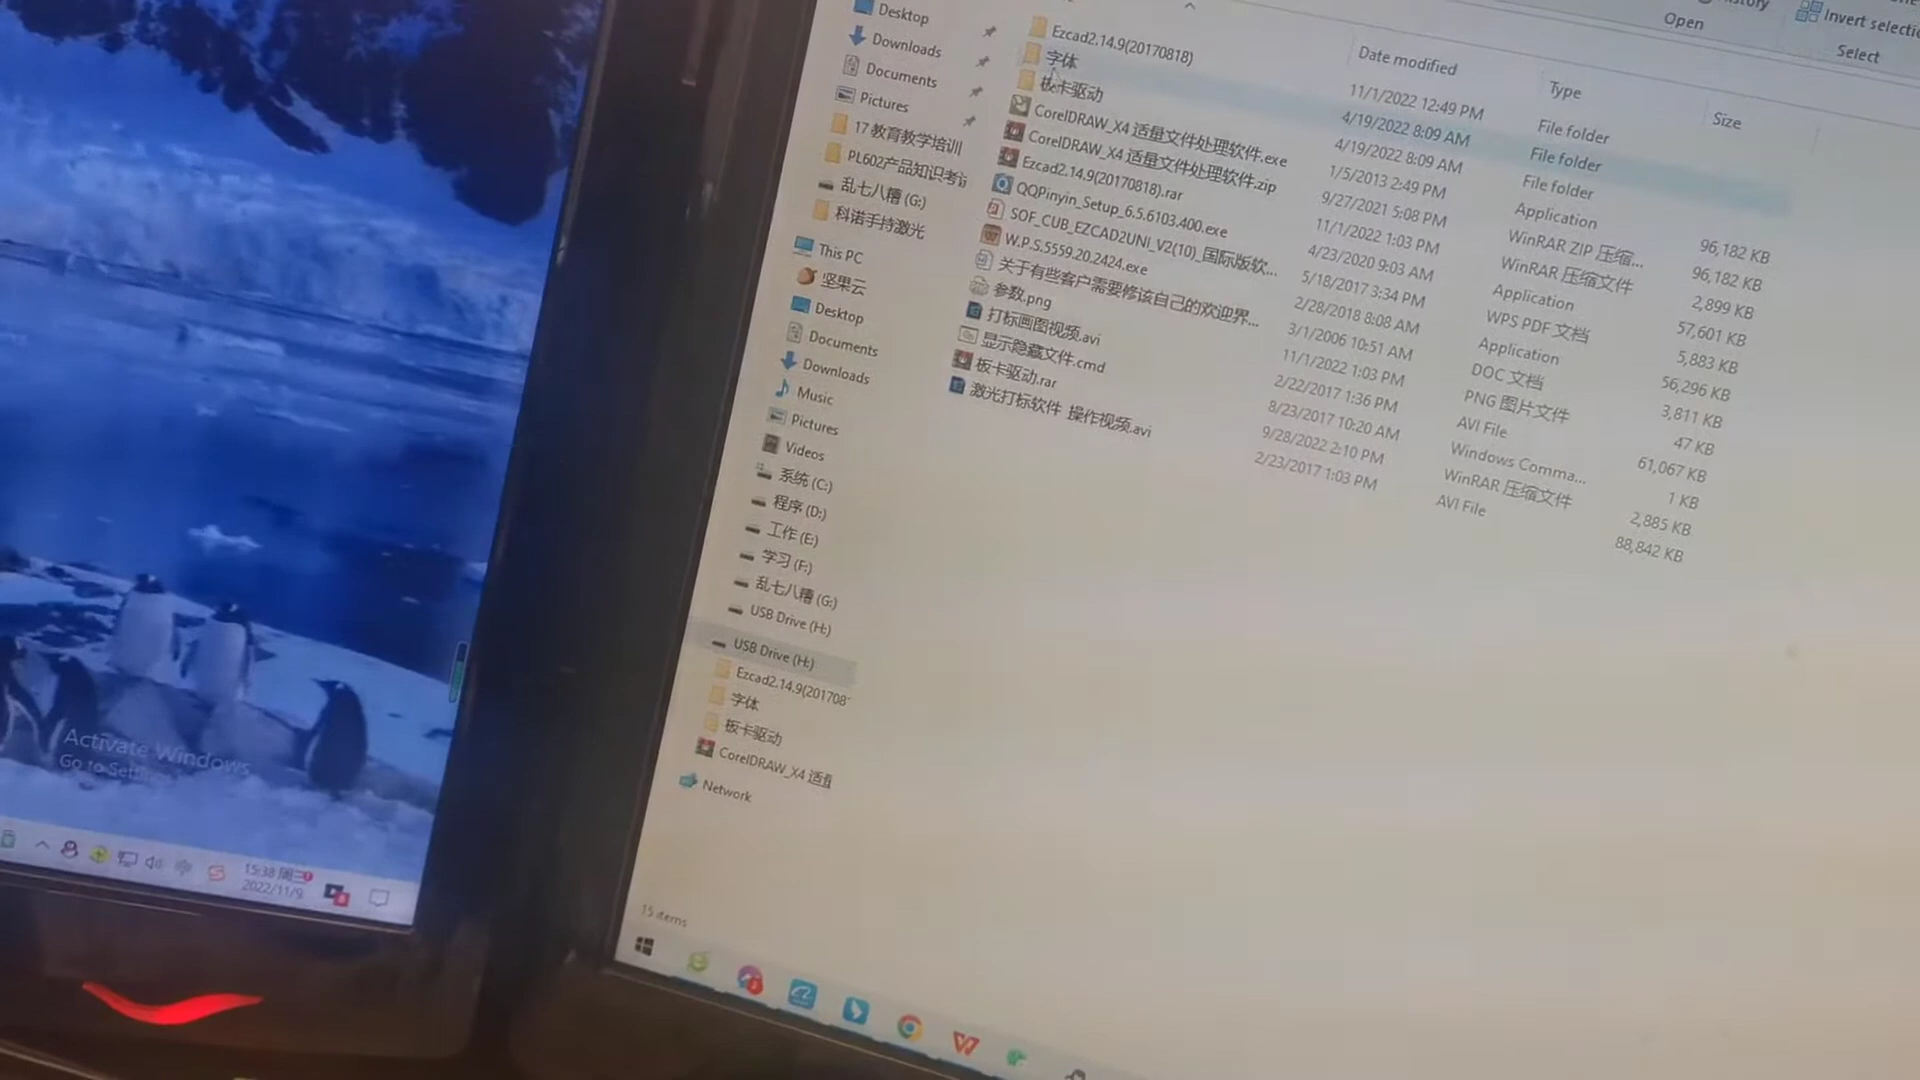 Desktop
Downloads
Documents
Pictures
17 教育教学培训
PL602产品知识考试
乱七八糟 (G:)
科诺手持激光
This PC
坚果云
Desktop
Documents
Downloads
Music
Pictures
Videos
系统 (C:)
程序 (D:)
工作 (E:)
学习 (F:)
乱七八糟 (G:)
USB Drive (H:)
USB Drive (H:)
Ezcad2.14.9(201708
字体
板卡驱动
CorelDRAW_X4 适量
Network
15 items
Open
Invert selectio
Select
Date modified
Type
Size
Ezcad2.14.9(20170818)
11/1/2022 12:49 PM
File folder
字体
4/19/2022 8:09 AM
File folder
板卡驱动
4/19/2022 8:09 AM
File folder
CorelDRAW_X4 适量文件处理软件.exe
1/5/2013 2:49 PM
Application
96,182 KB
CorelDRAW_X4 适量文件处理软件.zip
9/27/2021 5:08 PM
WinRAR ZIP 压缩...
96,182 KB
Ezcad2.14.9(20170818).rar
11/1/2022 1:03 PM
WinRAR 压缩文件
2,899 KB
QQPinyin_Setup_6.5.6103.400.exe
4/23/2020 9:03 AM
Application
57,601 KB
SOF_CUB_EZCAD2UNI_V2(10)_国际版软...
5/18/2017 3:34 PM
WPS PDF 文档
5,883 KB
W.P.S.5559.20.2424.exe
2/28/2018 8:08 AM
Application
56,296 KB
关于有些客户需要修该自己的欢迎界...
3/1/2006 10:51 AM
DOC 文档
3,811 KB
参数.png
11/1/2022 1:03 PM
PNG 图片文件
47 KB
打标画图视频.avi
2/22/2017 1:36 PM
AVI File
61,067 KB
显示隐藏文件.cmd
8/23/2017 10:20 AM
Windows Comma...
1 KB
板卡驱动.rar
9/28/2022 2:10 PM
WinRAR 压缩文件
2,885 KB
激光打标软件 操作视频.avi
2/23/2017 1:03 PM
AVI File
88,842 KB
Activate Windows
Go to Sett
15:38 周三
2022/11/9